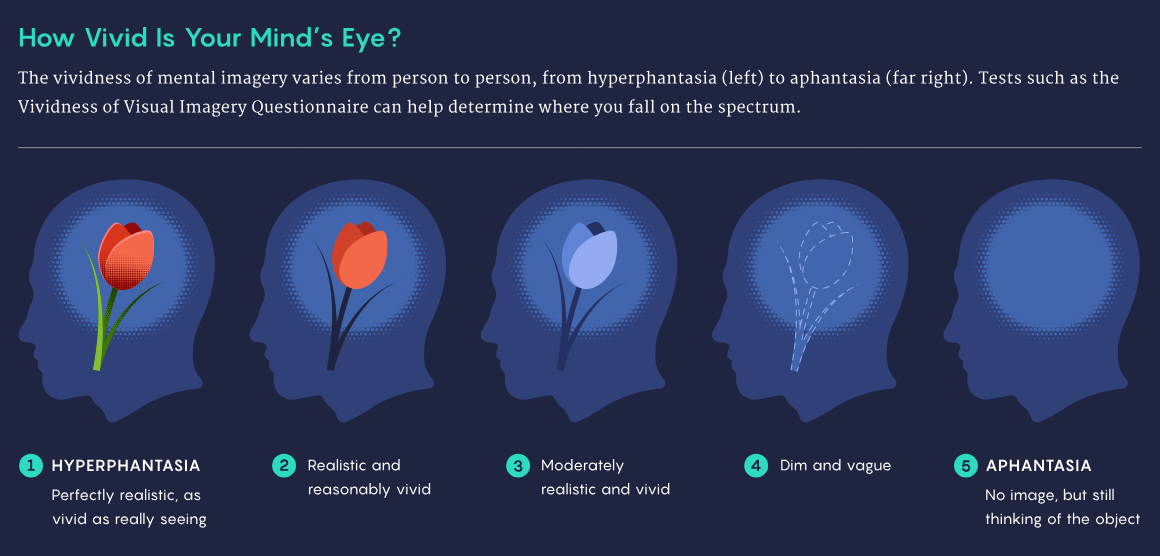 How Vivid Is Your Mind’s Eye?
The vividness of mental imagery varies from person to person, from hyperphantasia (left) to aphantasia (far right). Tests such as the
Vividness of Visual Imagery Questionnaire can help determine where you fall on the spectrum.
1 HYPERPHANTASIA
Perfectly realistic, as
vivid as really seeing
2 Realistic and
reasonably vivid
3 Moderately
realistic and vivid
4 Dim and vague
5 APHANTASIA
No image, but still
thinking of the object